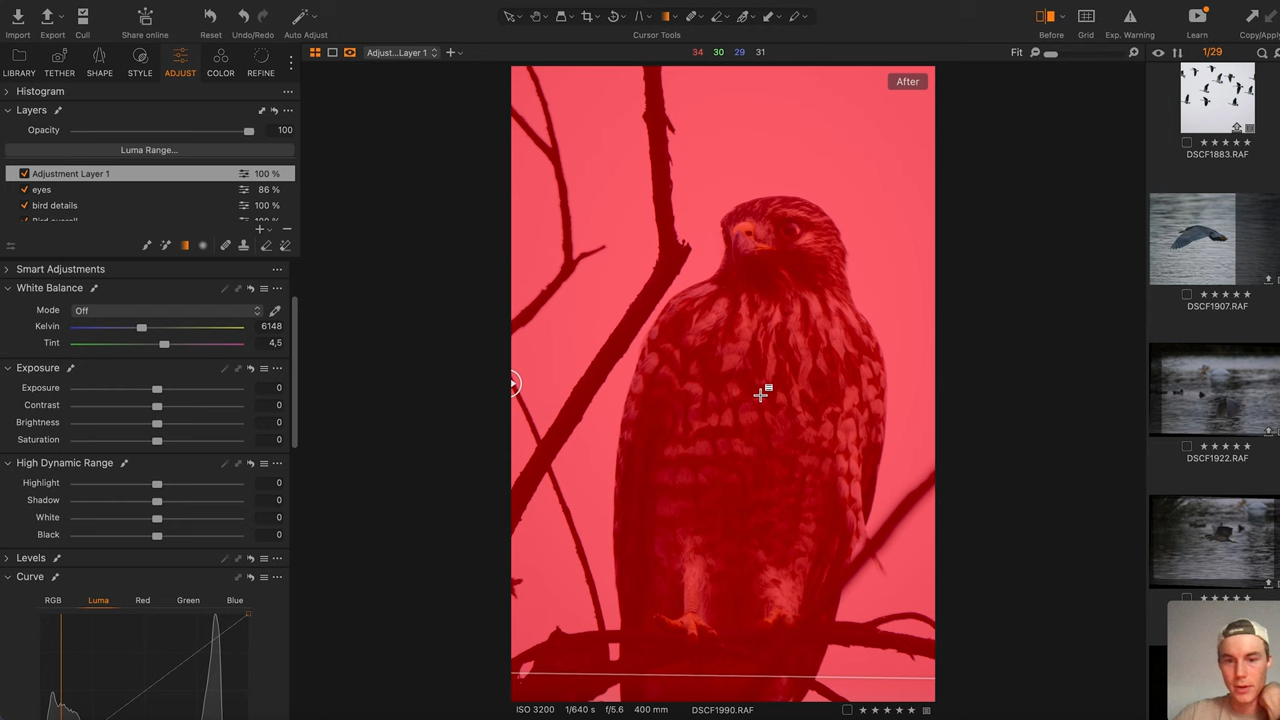 Import Export Cull Share online Reset Undo/Redo Auto Adjust Cursor Tools Before Grid Exp. Warning Learn Copy/Apply
Adjust...Layer 1 34 30 29 31 Fit 1/29
LIBRARY TETHER SHAPE STYLE ADJUST COLOR REFINE
Histogram
Layers
Opacity 100
Luma Range...
Adjustment Layer 1 100 %
eyes 86 %
bird details 100 %
Bird overall 100 %
Smart Adjustments
White Balance
Mode Off
Kelvin 6148
Tint 4,5
Exposure
Exposure 0
Contrast 0
Brightness 0
Saturation 0
High Dynamic Range
Highlight 0
Shadow 0
White 0
Black 0
Levels
Curve
RGB Luma Red Green Blue
After
ISO 3200 1/640 s f/5.6 400 mm DSCF1990.RAF
DSCF1883.RAF
DSCF1907.RAF
DSCF1922.RAF